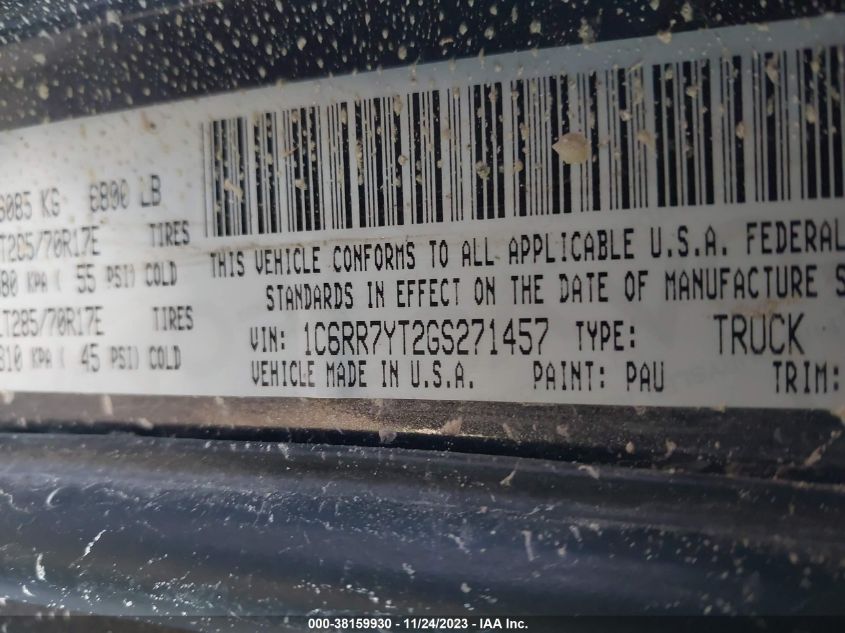 3085 KG 6800 LB
T285/70R17E TIRES
80 KPA ( 55 PSI) COLD
LT285/70R17E TIRES
310 KPA ( 45 PSI) COLD
THIS VEHICLE CONFORMS TO ALL APPLICABLE U.S.A. FEDERAL
STANDARDS IN EFFECT ON THE DATE OF MANUFACTURE S
VIN: 1C6RR7YT2GS271457 TYPE: TRUCK
VEHICLE MADE IN U.S.A. PAINT: PAU TRIM:
000-38159930 - 11/24/2023 - IAA Inc.